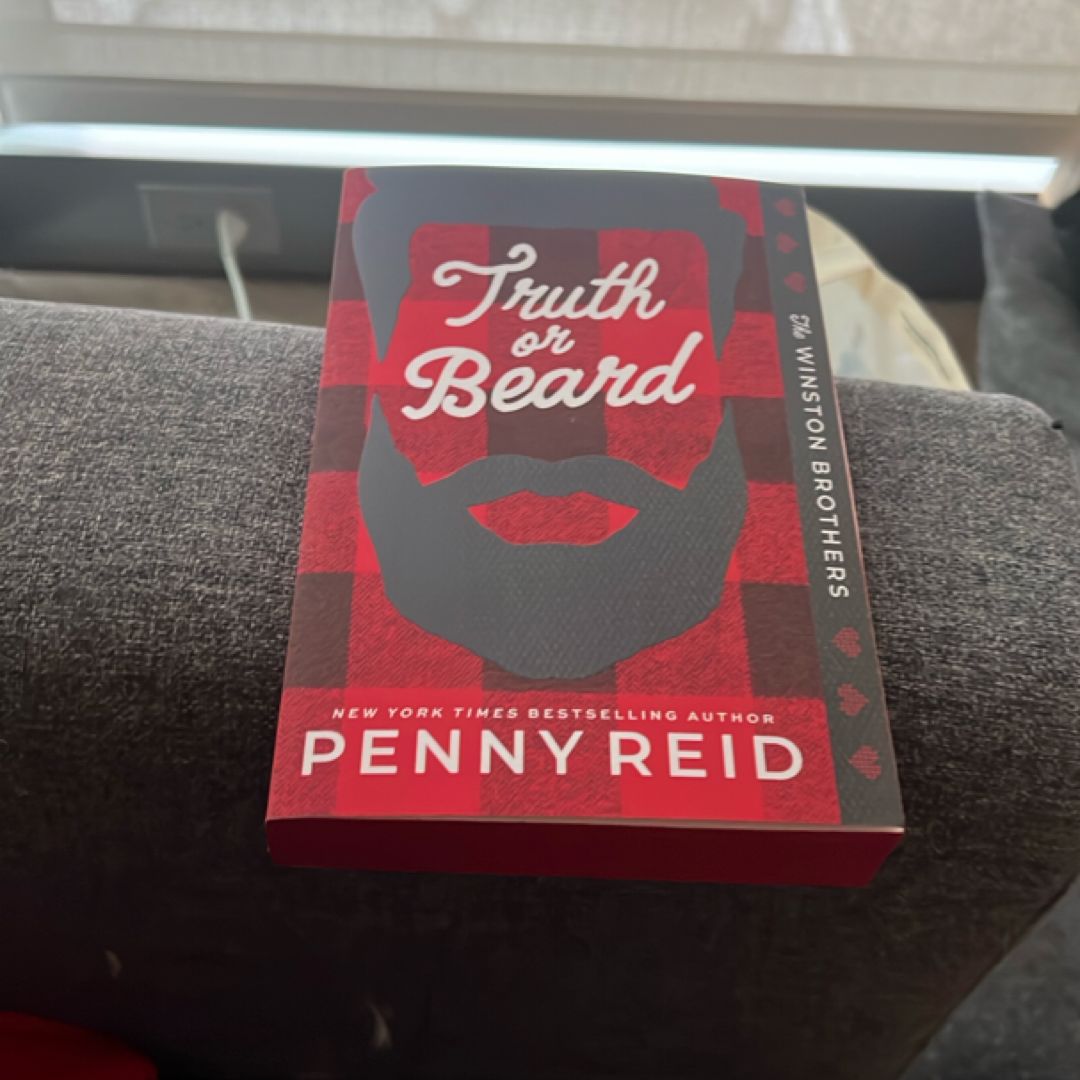 Truth
or
Beard
The WINSTON BROTHERS
NEW YORK TIMES BESTSELLING AUTHOR
PENNY REID